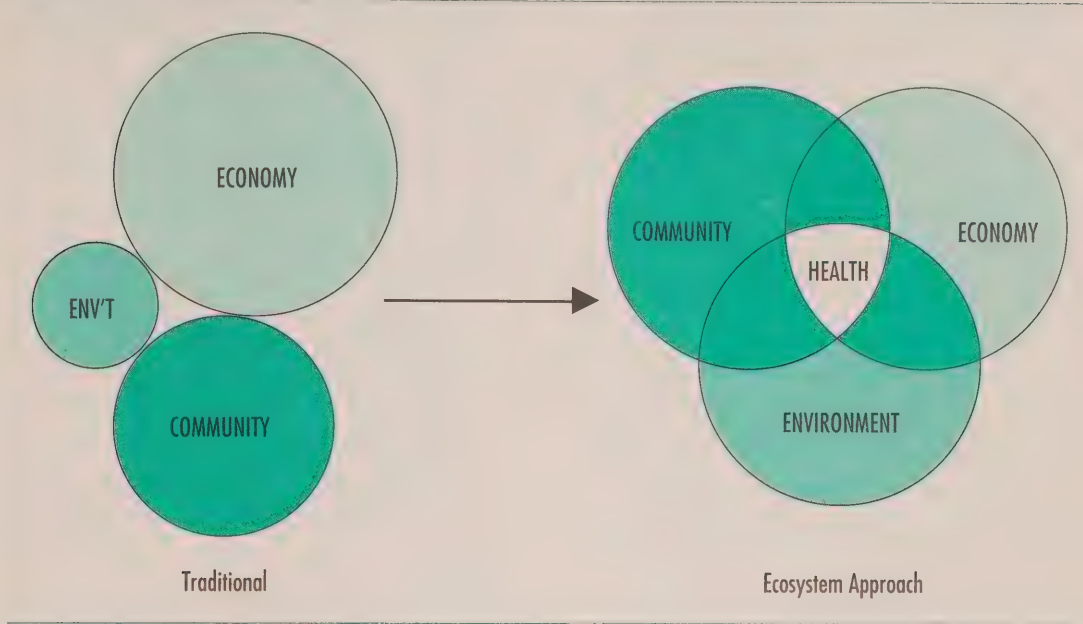 ECONOMY
ENV'T
COMMUNITY
Traditional
COMMUNITY
ECONOMY
HEALTH
ENVIRONMENT
Ecosystem Approach